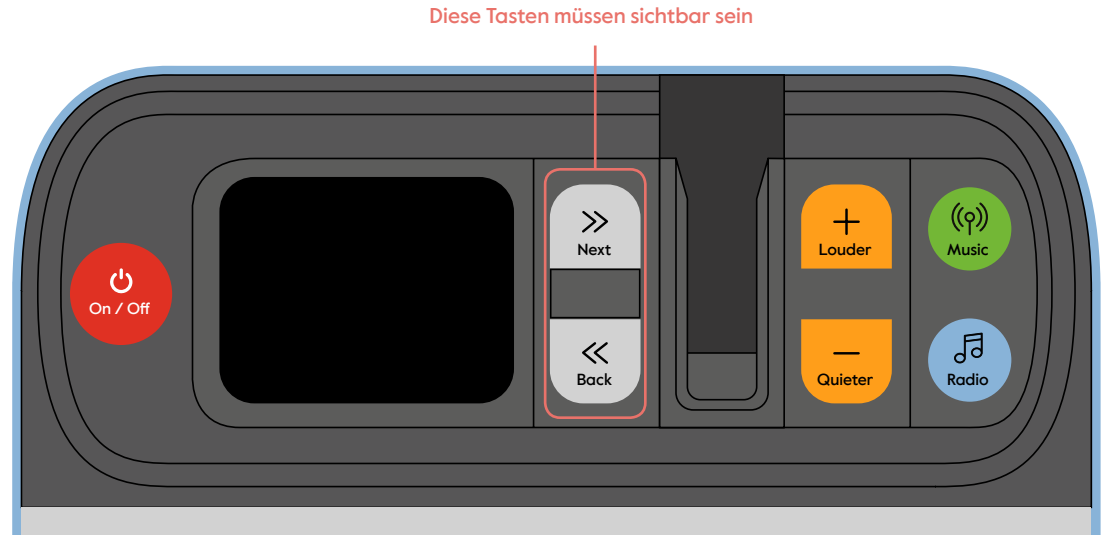 Diese Tasten müssen sichtbar sein
Next
Louder
Music
On / Off
Back
Quieter
Radio